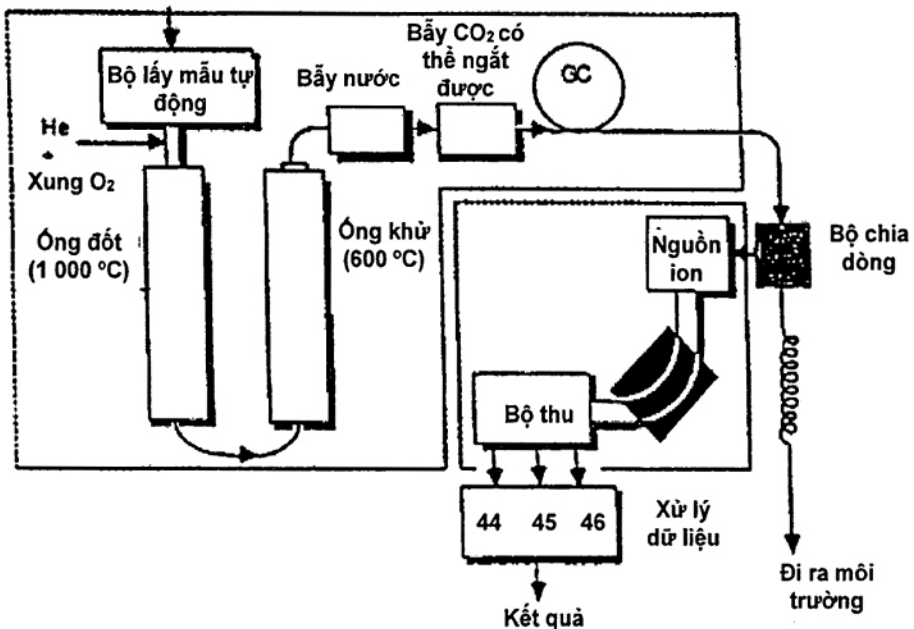 Bộ lấy mẫu tự
động
He
+
Xung O₂
Ống đốt
(1 000 ºC)
Ống khử
(600 ºC)
Bẫy nước
Bẫy CO₂ có
thể ngắt
được
GC
Bộ chia
dòng
Nguồn
ion
Bộ thu
44 45 46
Xử lý
dữ liệu
Kết quả
Đi ra môi
trường